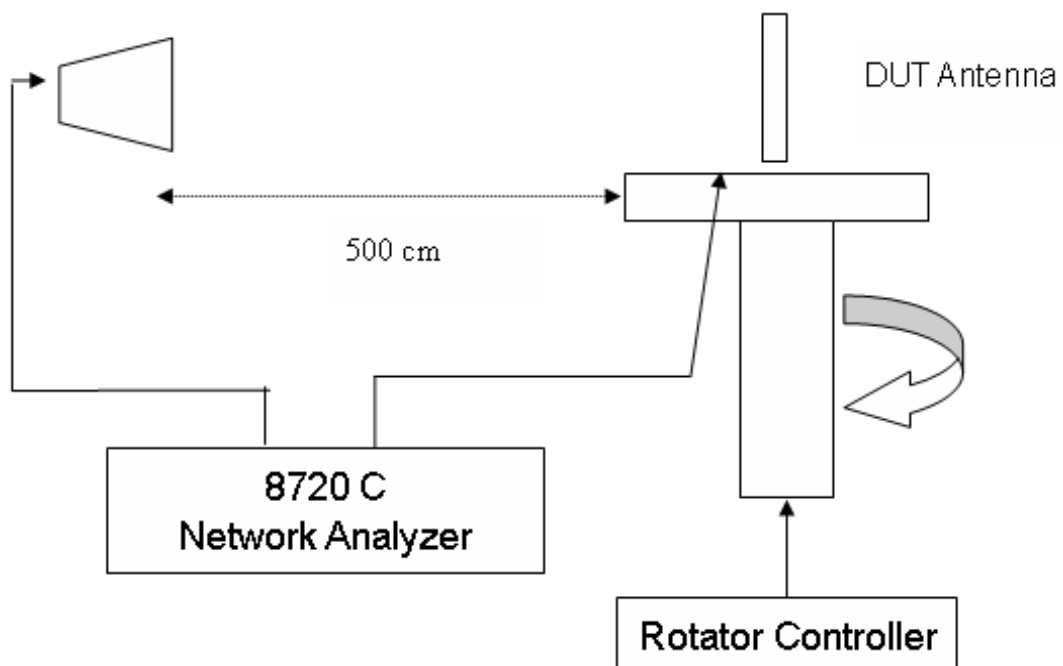 DUT Antenna
500 cm
8720 C
Network Analyzer
Rotator Controller